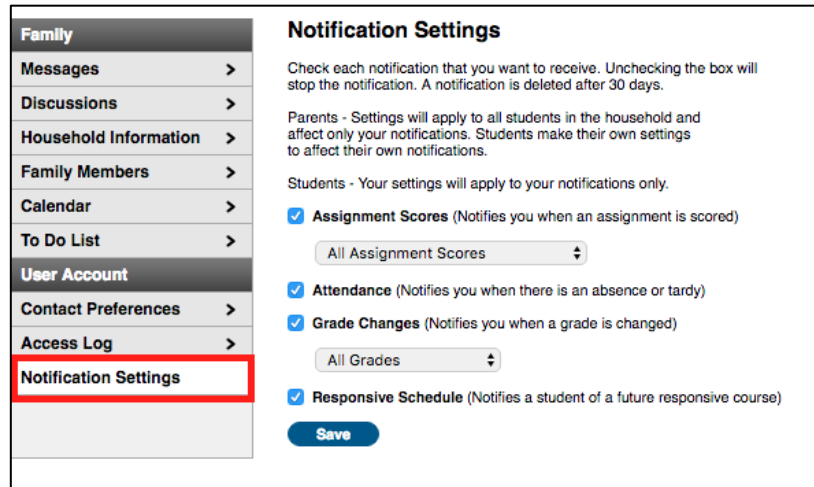 Family
Messages
Discussions
Household Information
Family Members
Calendar
To Do List
User Account
Contact Preferences
Access Log
Notification Settings
Notification Settings
Check each notification that you want to receive. Unchecking the box will
stop the notification. A notification is deleted after 30 days.
Parents - Settings will apply to all students in the household and
affect only your notifications. Students make their own settings
to affect their own notifications.
Students - Your settings will apply to your notifications only.
Assignment Scores (Notifies you when an assignment is scored)
All Assignment Scores
Attendance (Notifies you when there is an absence or tardy)
Grade Changes (Notifies you when a grade is changed)
All Grades
Responsive Schedule (Notifies a student of a future responsive course)
Save